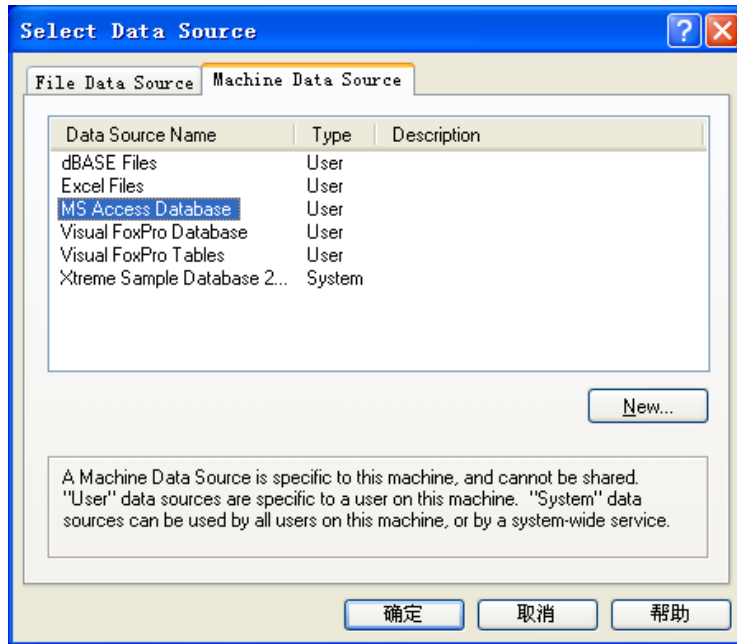 Select Data Source
File Data Source Machine Data Source
Data Source Name Type Description
dBASE Files User
Excel Files User
MS Access Database User
Visual FoxPro Database User
Visual FoxPro Tables User
Xtreme Sample Database 2... System
New...
A Machine Data Source is specific to this machine, and cannot be shared.
"User" data sources are specific to a user on this machine. "System" data
sources can be used by all users on this machine, or by a system-wide service.
确定 取消 帮助